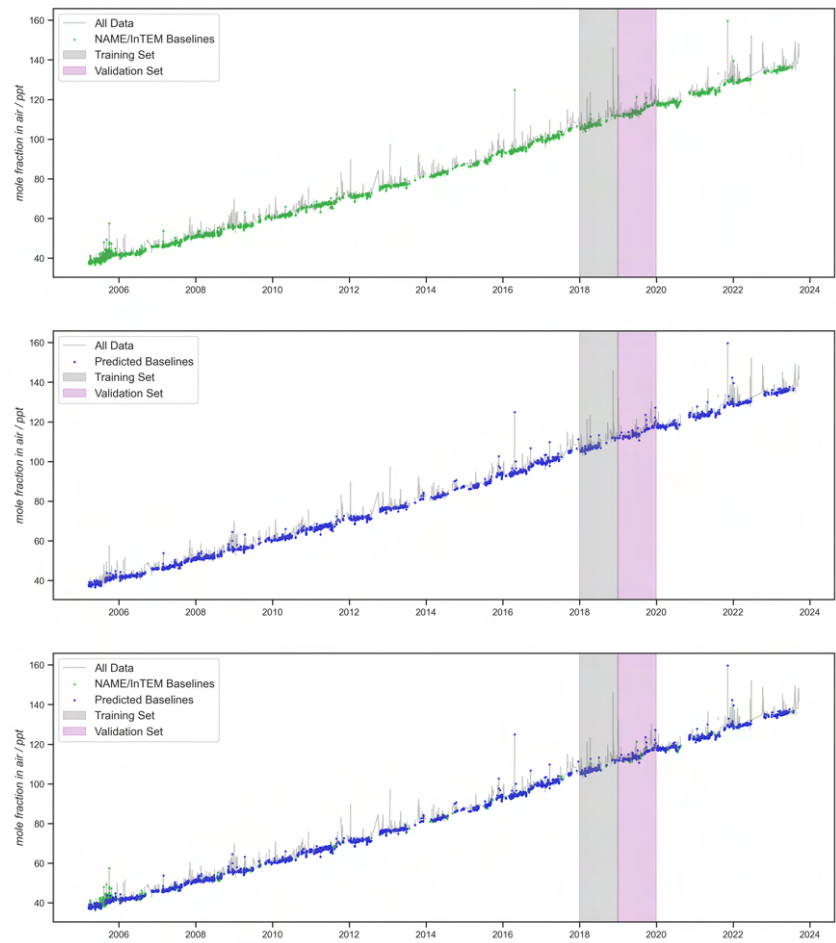 All Data
NAME/InTEM Baselines
Training Set
Validation Set
mole fraction in air / ppt
160
140
120
100
80
60
40
2006 2008 2010 2012 2014 2016 2018 2020 2022 2024
All Data
Predicted Baselines
Training Set
Validation Set
mole fraction in air / ppt
160
140
120
100
80
60
40
2006 2008 2010 2012 2014 2016 2018 2020 2022 2024
All Data
NAME/InTEM Baselines
Predicted Baselines
Training Set
Validation Set
mole fraction in air / ppt
160
140
120
100
80
60
40
2006 2008 2010 2012 2014 2016 2018 2020 2022 2024